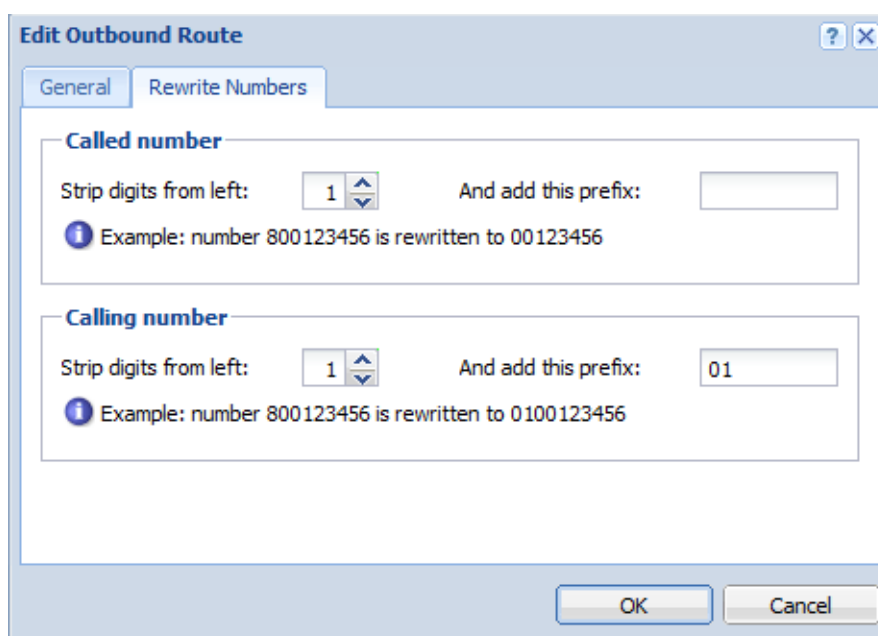 Edit Outbound Route
General Rewrite Numbers
Called number
Strip digits from left: 1 And add this prefix:
Example: number 800123456 is rewritten to 00123456
Calling number
Strip digits from left: 1 And add this prefix: 01
Example: number 800123456 is rewritten to 0100123456
OK Cancel